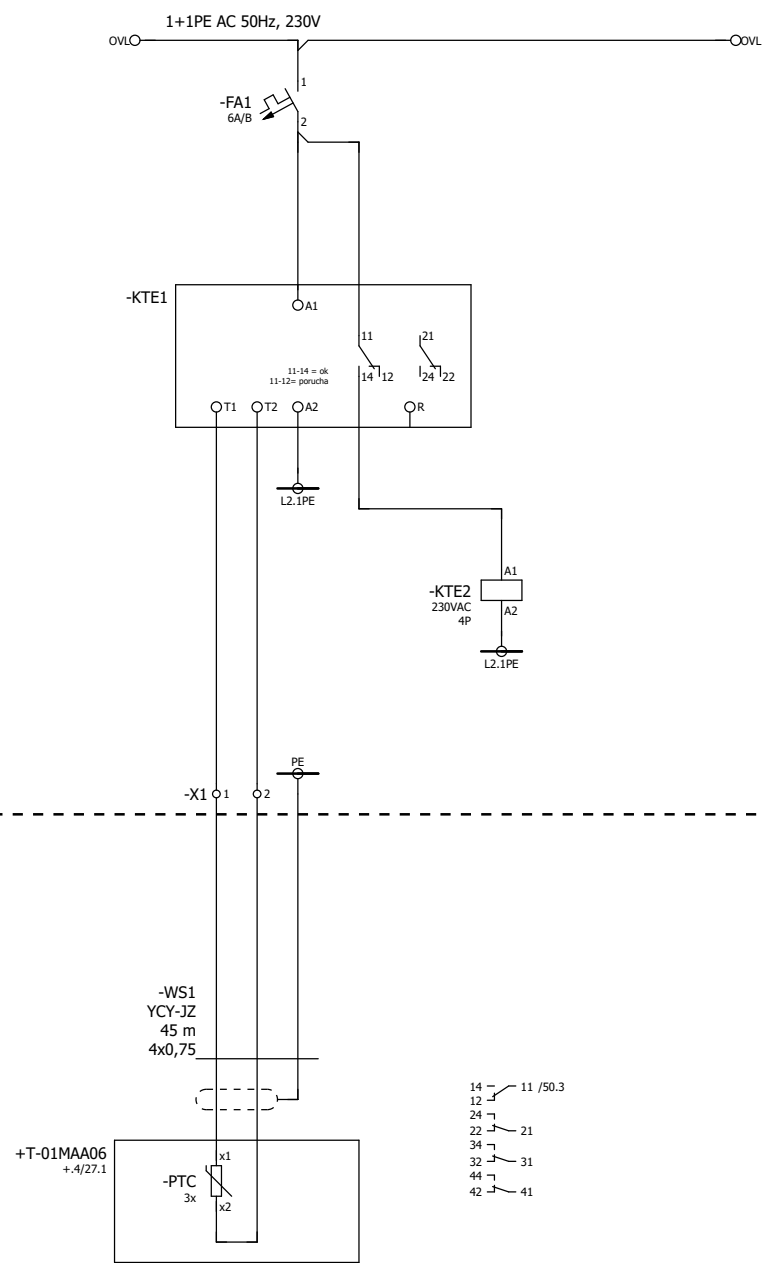 1+1PE AC 50Hz, 230V
OVL
OVL
1
-FA1
6A/B
2
-KTE1
A1
11
21
11-14 = ok
11-12= porucha
14
12
24
22
T1
T2
A2
R
L2.1PE
A1
-KTE2
230VAC
4P
A2
L2.1PE
PE
-X1
1
2
-WS1
YCY-JZ
45 m
4x0,75
14
11 /50.3
12
24
22
21
34
32
31
44
42
41
+T-01MAA06
+.4/27.1
x1
-PTC
3x
x2